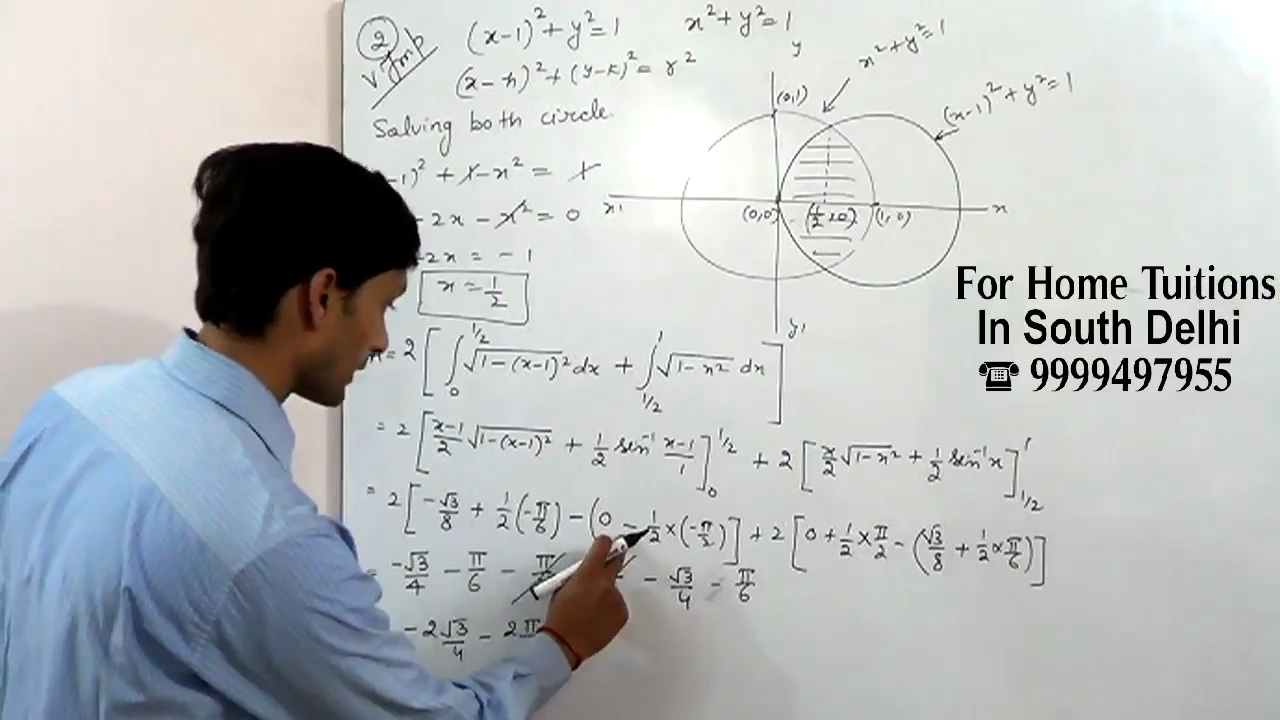 2
V Imp
(x-1)² + y² = 1
x² + y² = 1
(x-h)² + (y-k)² = r²
Solving both circle.
-1)² + 1 - x² = 1
2x - x² = 0
2x = -1
x = 1/2
y
(0,1)
x² + y² = 1
(x-1)² + y² = 1
x'
(0,0)
(1/2, 0)
(1, 0)
x
y'
= 2 [ ∫₀^{1/2} √(1-(x-1)²) dx + ∫_{1/2}^1 √(1-x²) dx ]
= 2 [ (x-1)/2 √(1-(x-1)²) + 1/2 sin⁻¹ (x-1)/1 ]₀^{1/2} + 2 [ x/2 √(1-x²) + 1/2 sin⁻¹ x ]_{1/2}^1
= 2 [ -√3/8 + 1/2 (-π/6) - (0 - 1/2 × (-π/2) ] + 2 [ 0 + 1/2 × π/2 - (√3/8 + 1/2 × π/6) ]
= -√3/4 - π/6 - π - √3/4 - π/6
-2√3/4 - 2π
For Home Tuitions
In South Delhi
☎ 9999497955